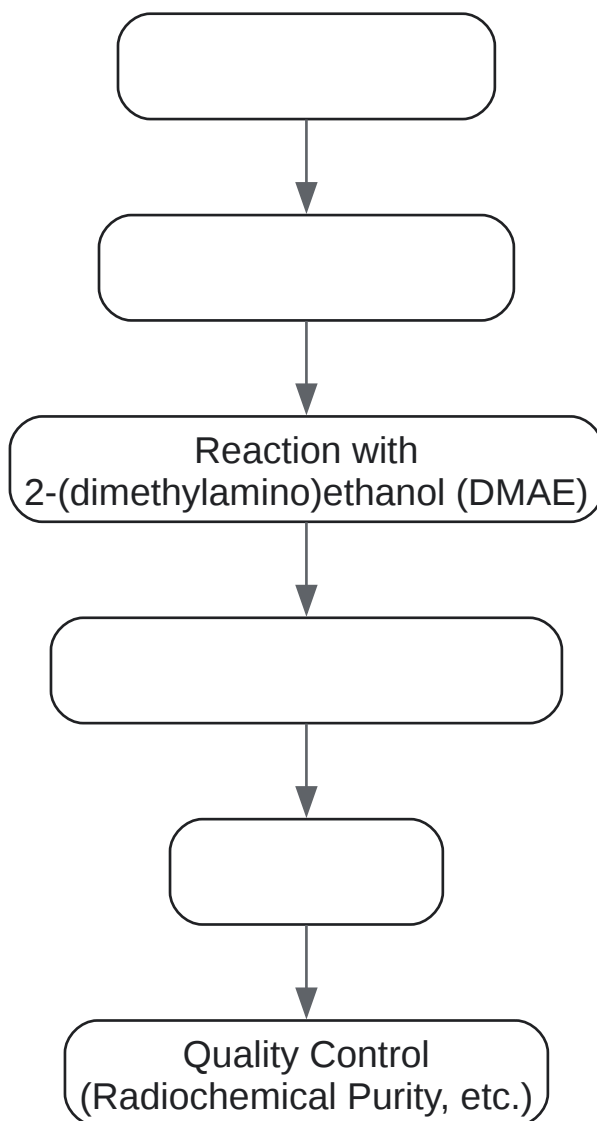 Reaction with
2-(dimethylamino)ethanol (DMAE)
Quality Control
(Radiochemical Purity, etc.)